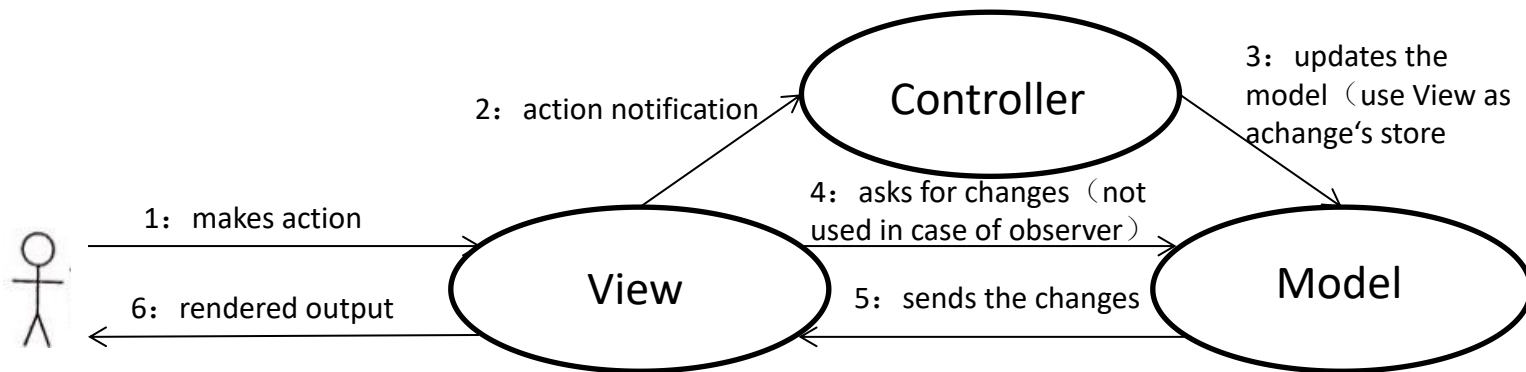 Controller
3：updates the
model（use View as
achange‘s store
2：action notification
4：asks for changes（not
used in case of observer）
1：makes action
View
Model
5：sends the changes
6：rendered output